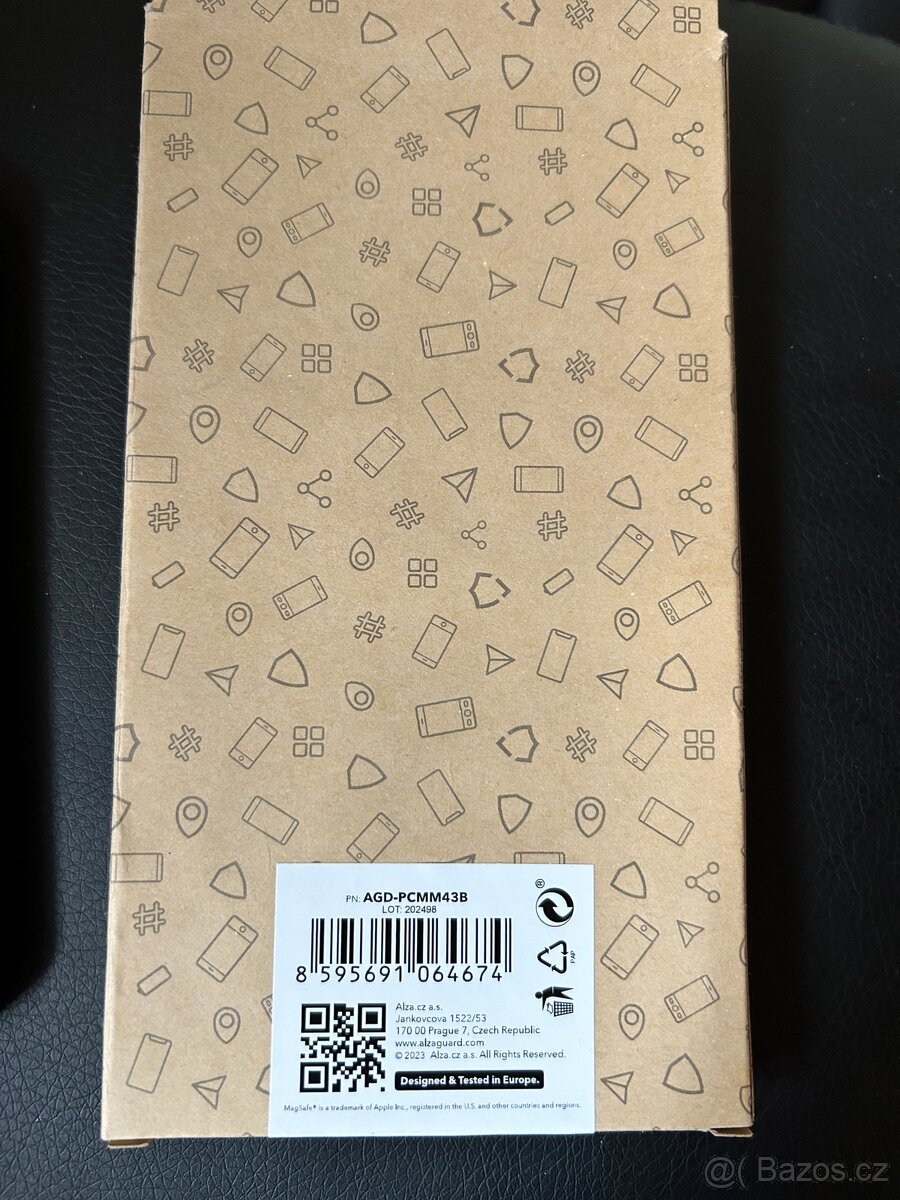 PN: AGD-PCMM43B
LOT: 202498
8 595691 064674
Alza.cz a.s.
Jankovcova 1522/53
170 00 Prague 7, Czech Republic
www.alzaguard.com
© 2023 Alza.cz a.s. All Rights Reserved.
Designed & Tested in Europe.
MagSafe® is a trademark of Apple Inc., registered in the U.S. and other countries and regions.
®
PAP
@( Bazos.cz